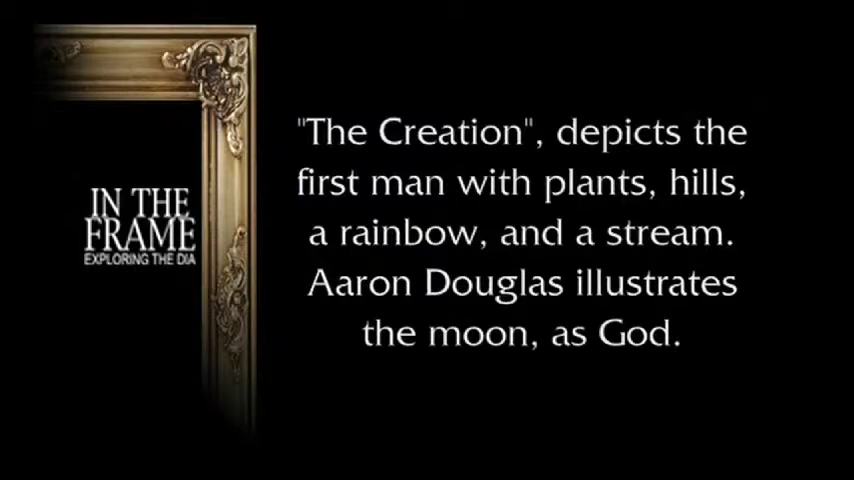 IN THE
FRAME
EXPLORING THE DIA
"The Creation", depicts the
first man with plants, hills,
a rainbow, and a stream.
Aaron Douglas illustrates
the moon, as God.